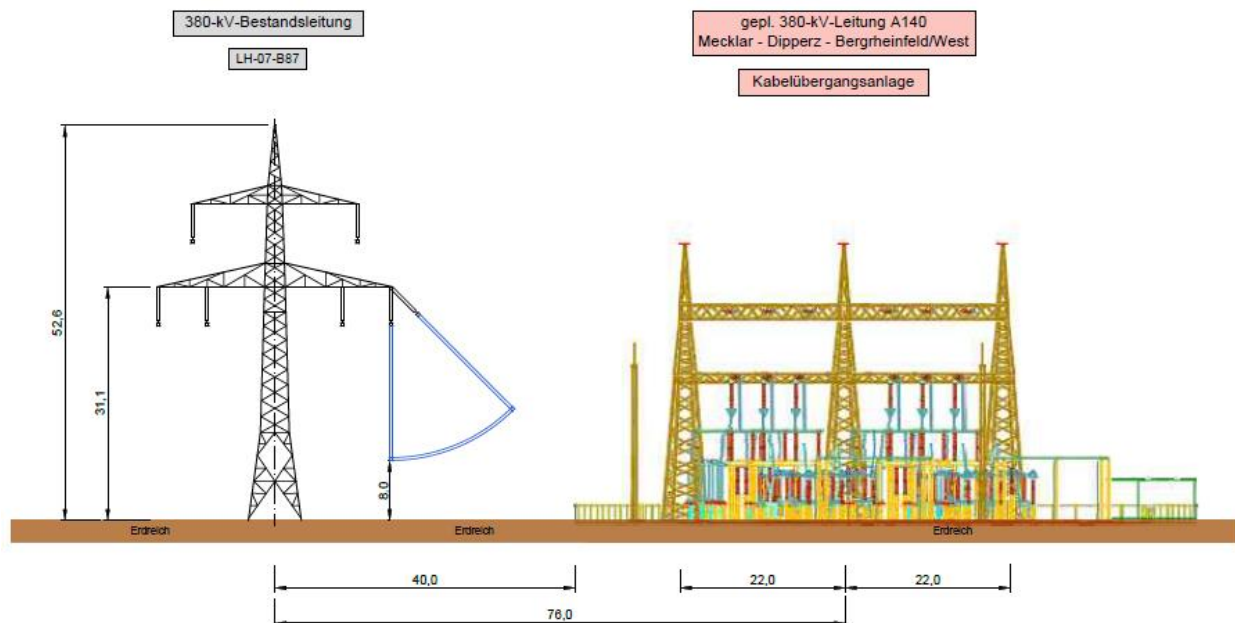 380-kV-Bestandsleitung
LH-07-B87
gepl. 380-kV-Leitung A140
Mecklar - Dipperz - Bergrheinfeld/West
Kabelübergangsanlage
52,6
31,1
8,0
Erdreich
Erdreich
Erdreich
40,0
22,0
22,0
76,0